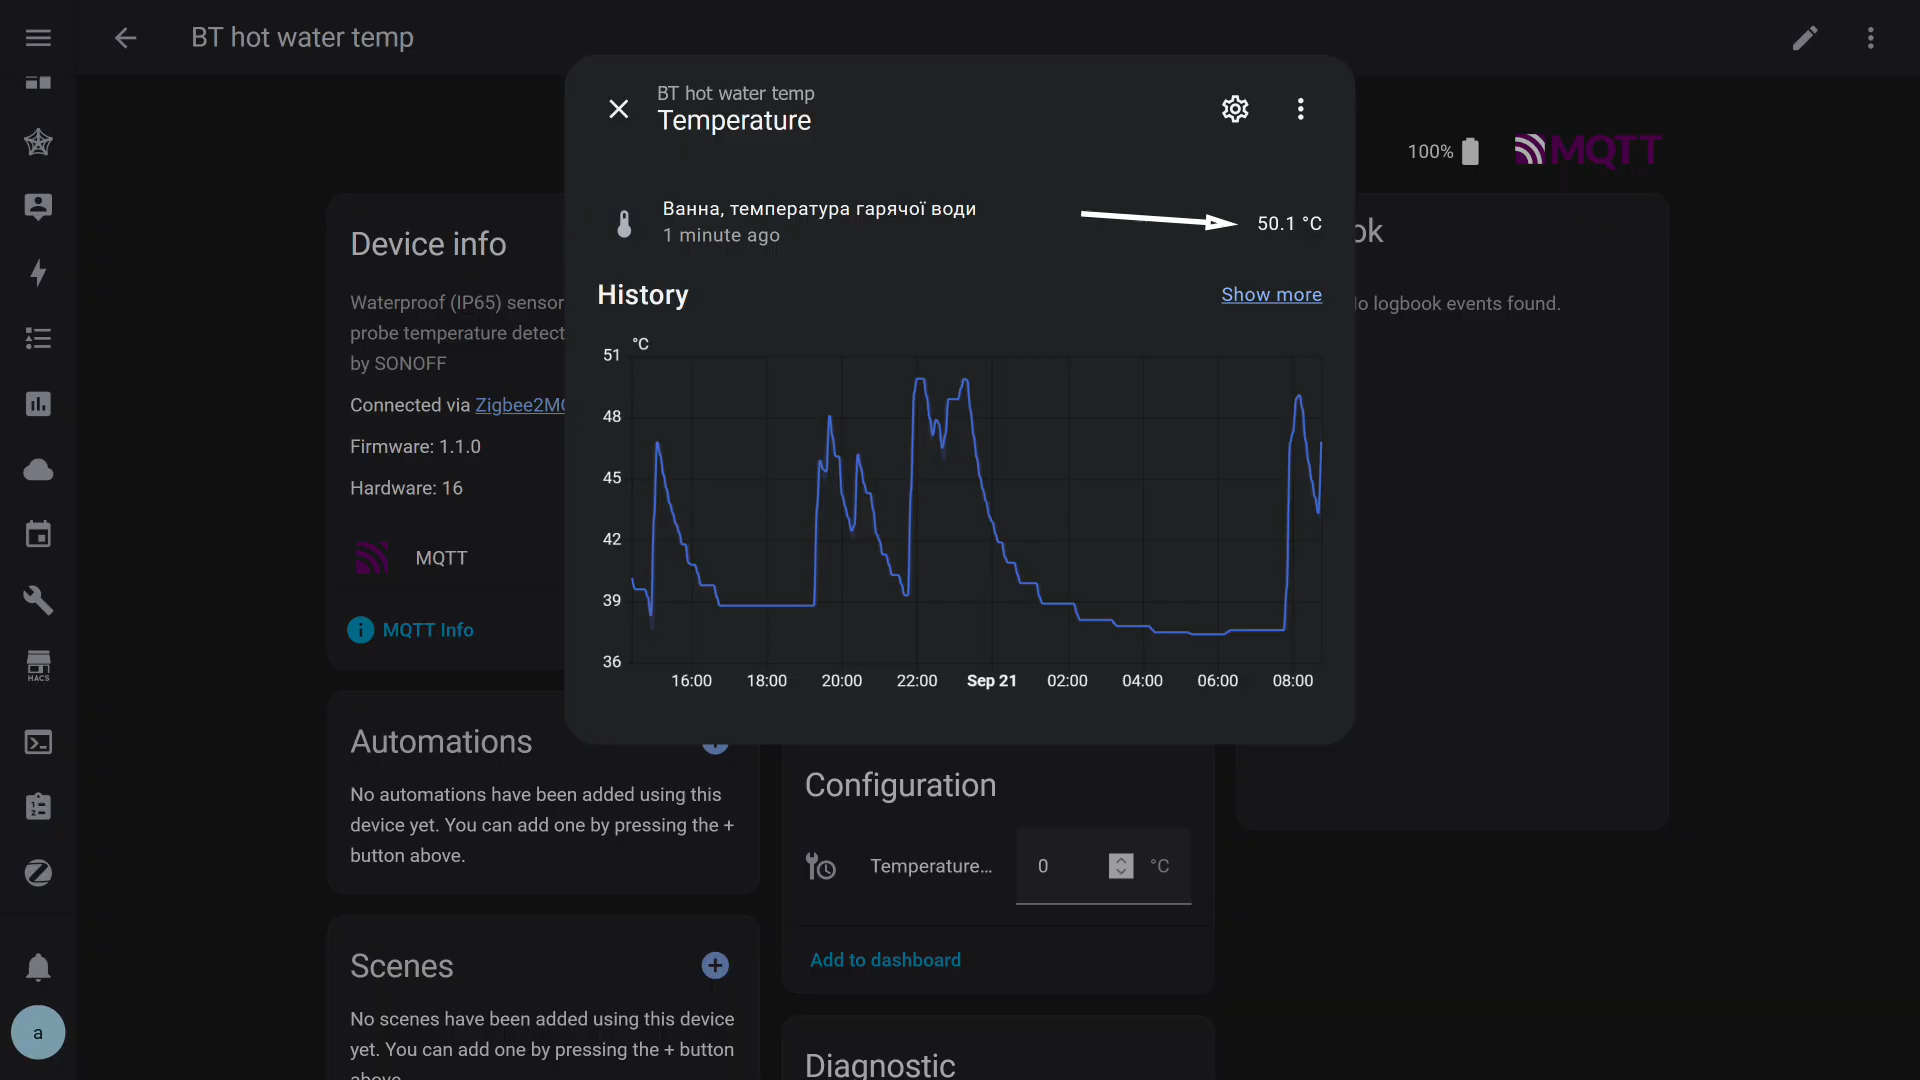 BT hot water temp
BT hot water temp
Temperature
100%
MQTT
Ванна, температура гарячої води
1 minute ago
50.1 °C
History
Show more
°C
51
48
45
42
39
36
16:00
18:00
20:00
22:00
Sep 21
02:00
04:00
06:00
08:00
Device info
Waterproof (IP65) sensor
probe temperature detect
by SONOFF
Connected via Zigbee2M
Firmware: 1.1.0
Hardware: 16
MQTT
MQTT Info
Automations
No automations have been added using this
device yet. You can add one by pressing the +
button above.
Scenes
No scenes have been added using this device
yet. You can add one by pressing the + button
above.
Configuration
Temperature...
0
°C
Add to dashboard
Diagnostic
ok
o logbook events found.
HACS
a